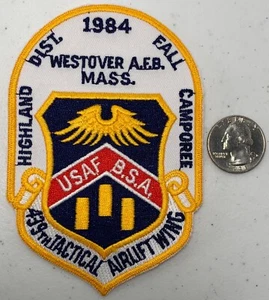 1984
HIGHLAND DIST. FALL CAMPOREE
WESTOVER A.F.B.
MASS.
USAF B.S.A.
439TH TACTICAL AIRLIFT WING